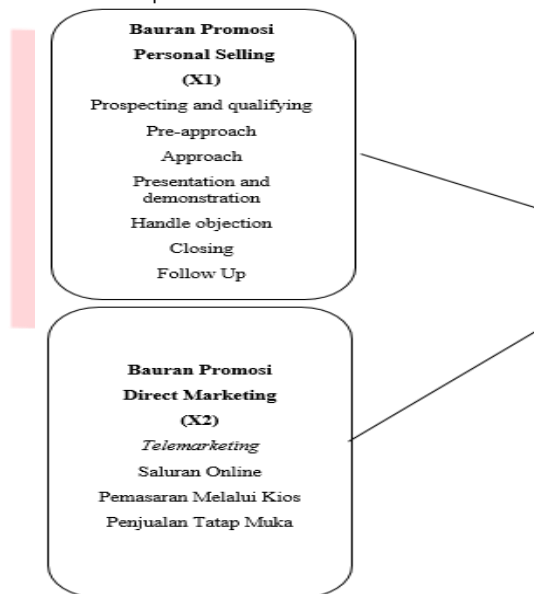 Bauran Promosi
Personal Selling
(X1)
Prospecting and qualifying
Pre-approach
Approach
Presentation and
demonstration
Handle objection
Closing
Follow Up
Bauran Promosi
Direct Marketing
(X2)
Telemarketing
Saluran Online
Pemasaran Melalui Kios
Penjualan Tatap Muka